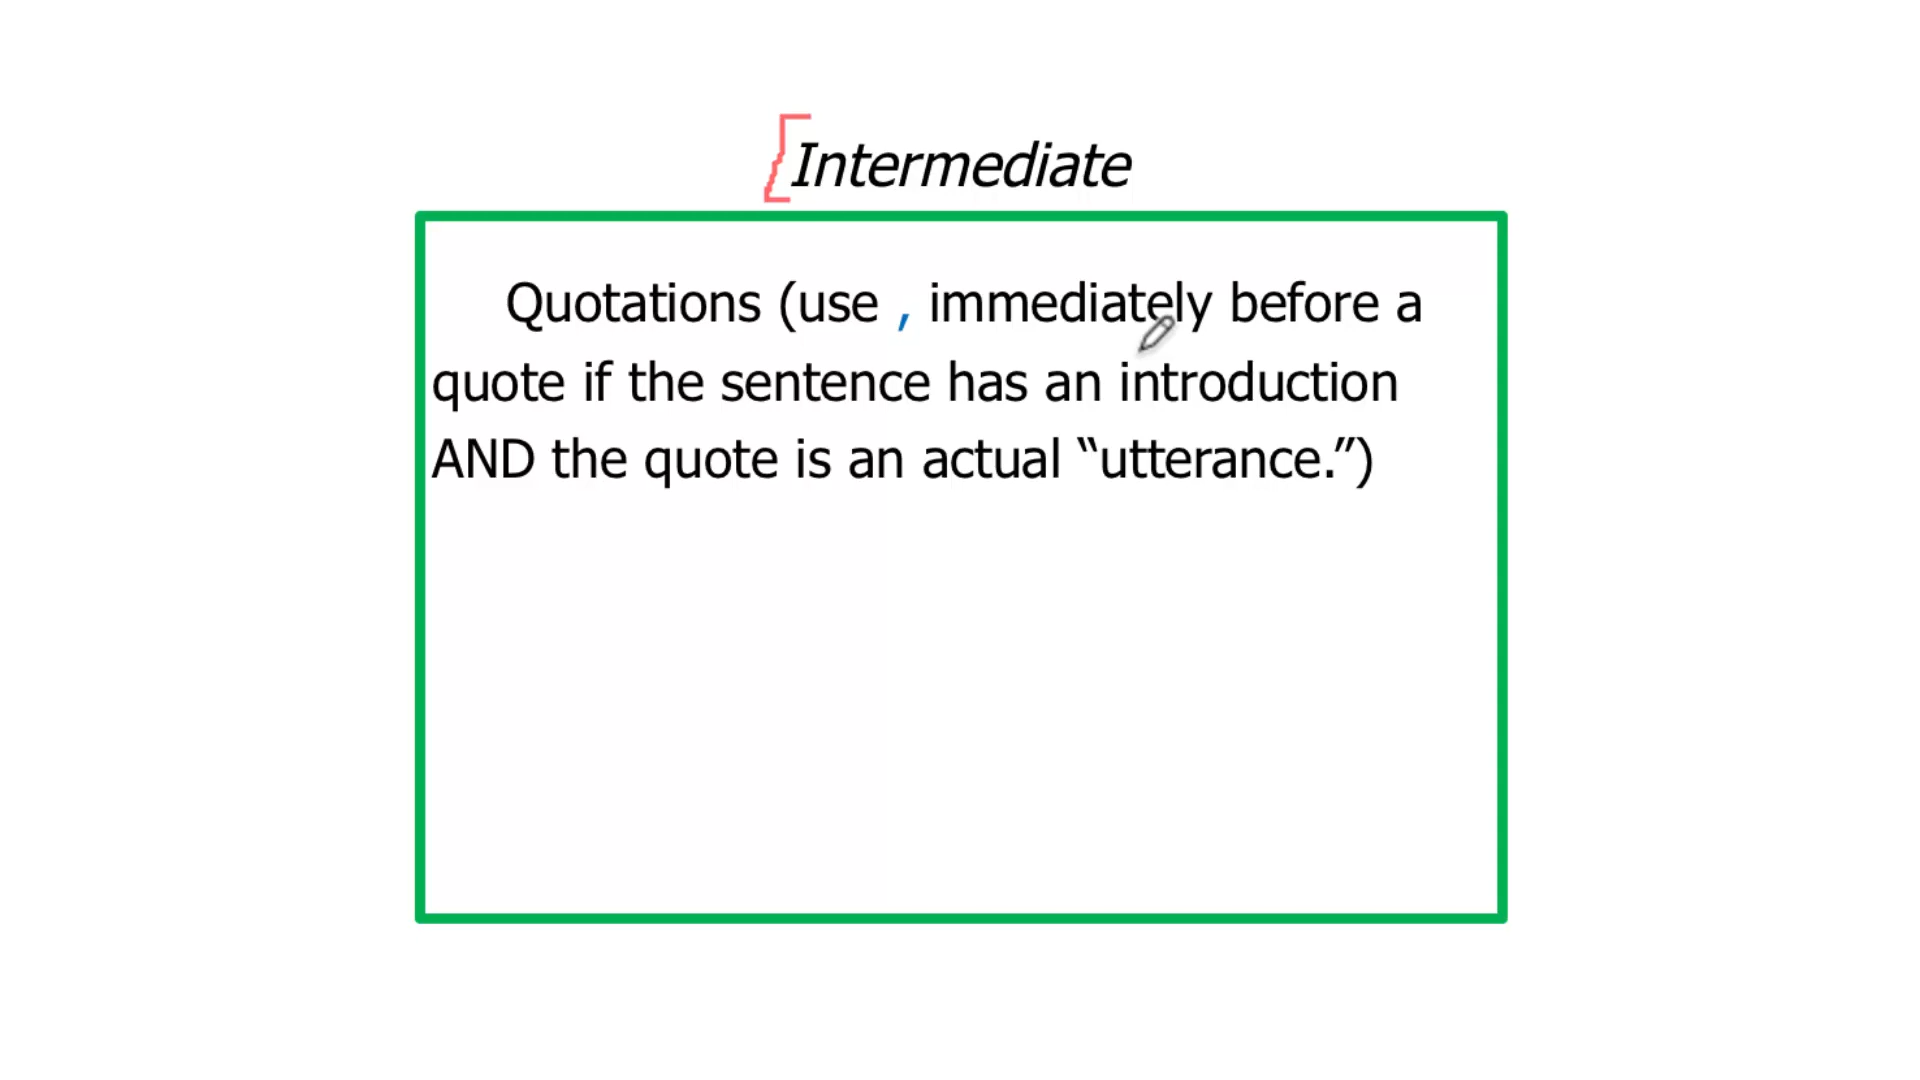 Intermediate
Quotations (use , immediately before a
quote if the sentence has an introduction
AND the quote is an actual “utterance.”)